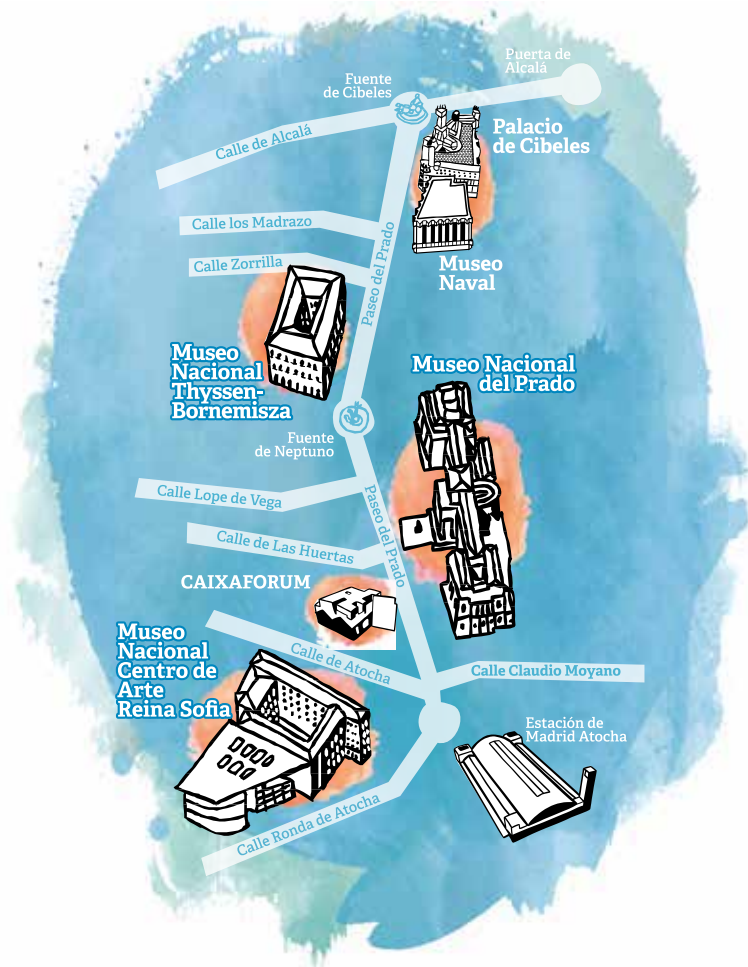 Puerta de
Alcalá
Fuente
de Cibeles
Palacio
de Cibeles
Calle de Alcalá
Calle los Madrazo
Paseo del Prado
Calle Zorrilla
Museo
Naval
Museo
Nacional
Thyssen-
Bornemisza
Museo Nacional
del Prado
Fuente
de Neptuno
Calle Lope de Vega
Paseo del Prado
Calle de Las Huertas
CAIXAFORUM
Museo
Nacional
Centro de
Arte
Reina Sofia
Calle de Atocha
Calle Claudio Moyano
Estación de
Madrid Atocha
Calle Ronda de Atocha